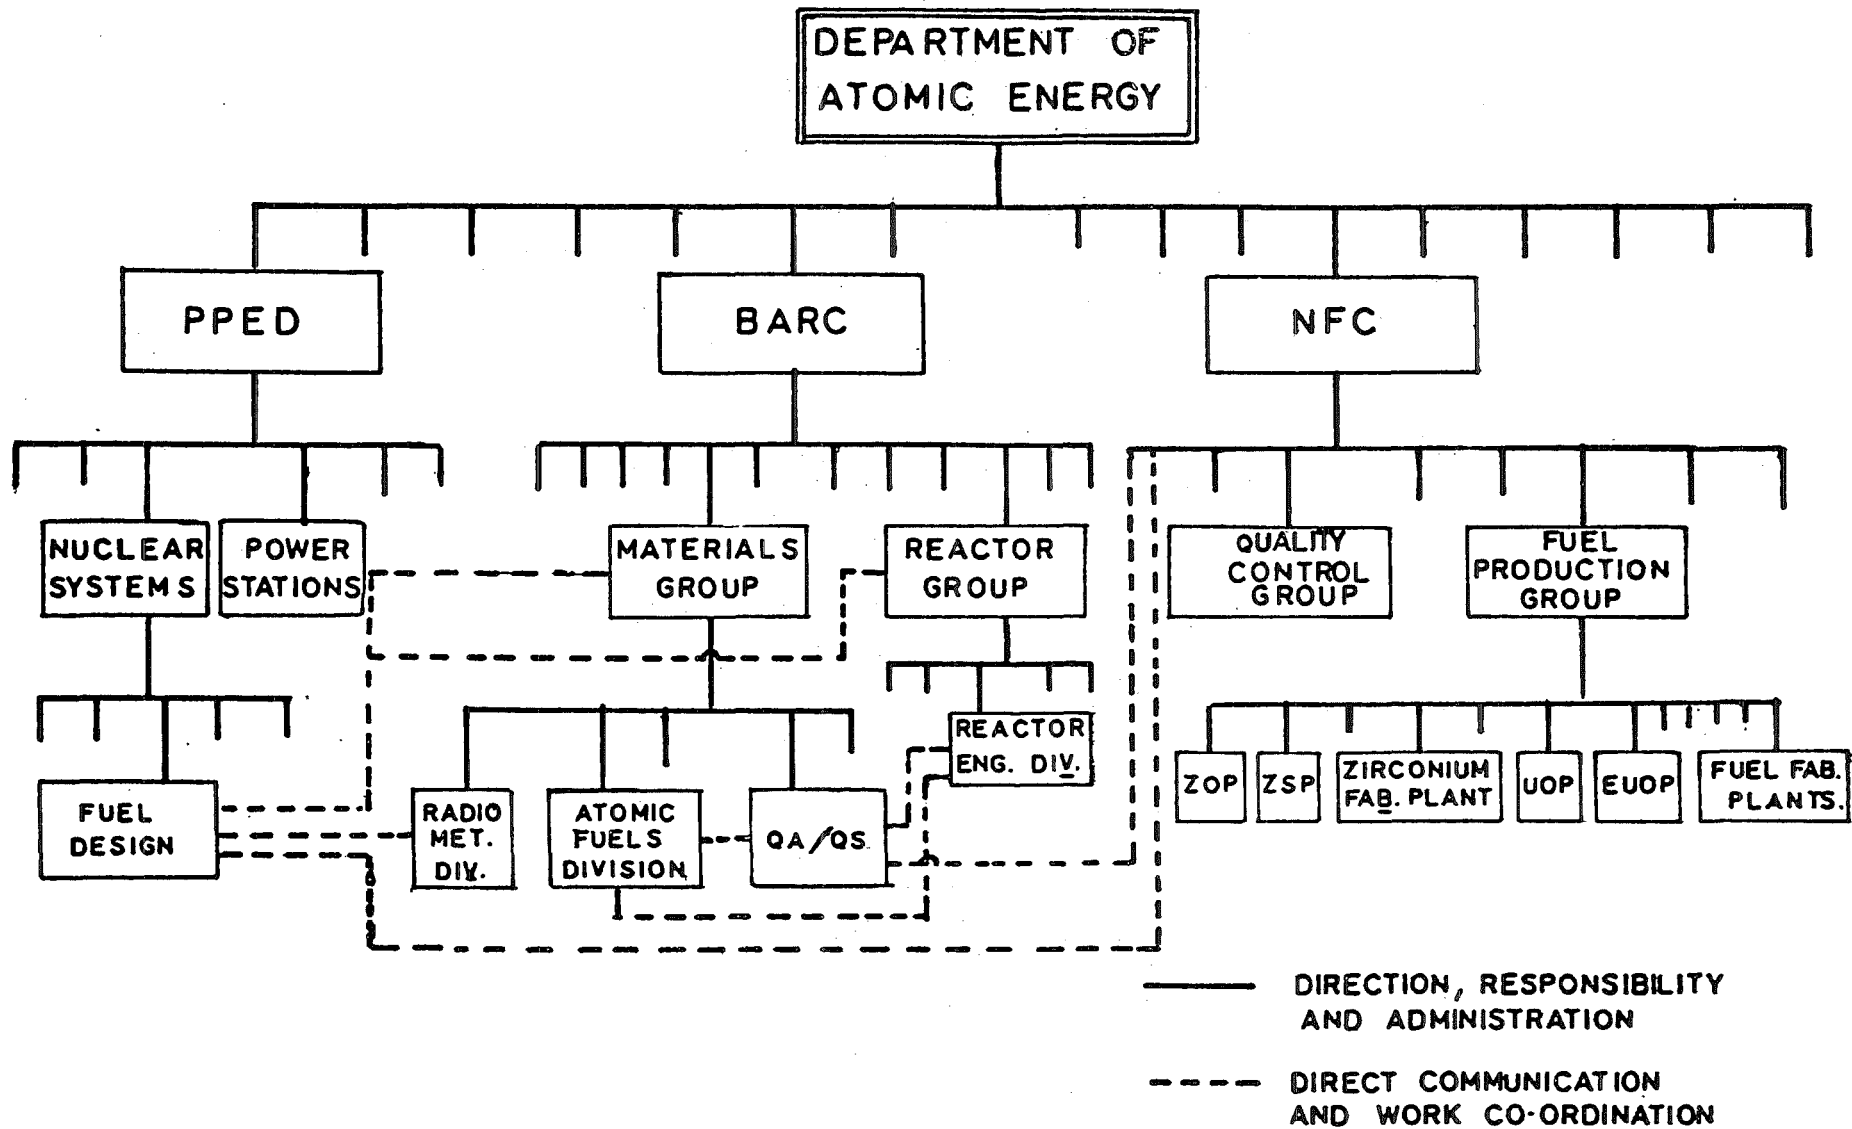 DEPARTMENT OF
ATOMIC ENERGY
PPED
BARC
NFC
NUCLEAR
SYSTEMS
POWER
STATIONS
MATERIALS
GROUP
REACTOR
GROUP
QUALITY
CONTROL
GROUP
FUEL
PRODUCTION
GROUP
FUEL
DESIGN
RADIO
MET.
DIV.
ATOMIC
FUELS
DIVISION
QA/QS
REACTOR
ENG. DIV.
ZOP
ZSP
ZIRCONIUM
FAB. PLANT
UOP
EUOP
FUEL FAB.
PLANTS.
DIRECTION, RESPONSIBILITY
AND ADMINISTRATION
DIRECT COMMUNICATION
AND WORK CO-ORDINATION